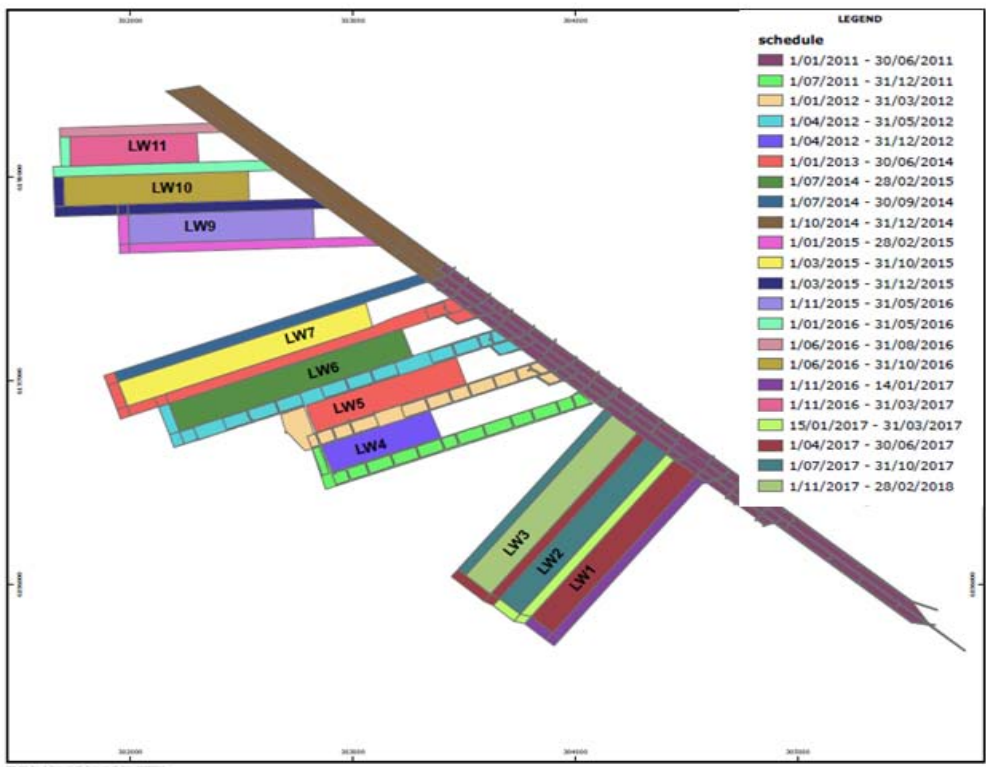 302000 303000 304000
LEGEND
schedule
1/01/2011 - 30/06/2011
1/07/2011 - 31/12/2011
1/01/2012 - 31/03/2012
1/04/2012 - 31/05/2012
1/04/2012 - 31/12/2012
1/01/2013 - 30/06/2014
1/07/2014 - 28/02/2015
1/07/2014 - 30/09/2014
1/10/2014 - 31/12/2014
1/01/2015 - 28/02/2015
1/03/2015 - 31/10/2015
1/03/2015 - 31/12/2015
1/11/2015 - 31/05/2016
1/01/2016 - 31/05/2016
1/06/2016 - 31/08/2016
1/06/2016 - 31/10/2016
1/11/2016 - 14/01/2017
1/11/2016 - 31/03/2017
15/01/2017 - 31/03/2017
1/04/2017 - 30/06/2017
1/07/2017 - 31/10/2017
1/11/2017 - 28/02/2018
LW11
LW10
LW9
LW7
LW6
LW5
LW4
LW3
LW2
LW1
302000 303000 304000 305000